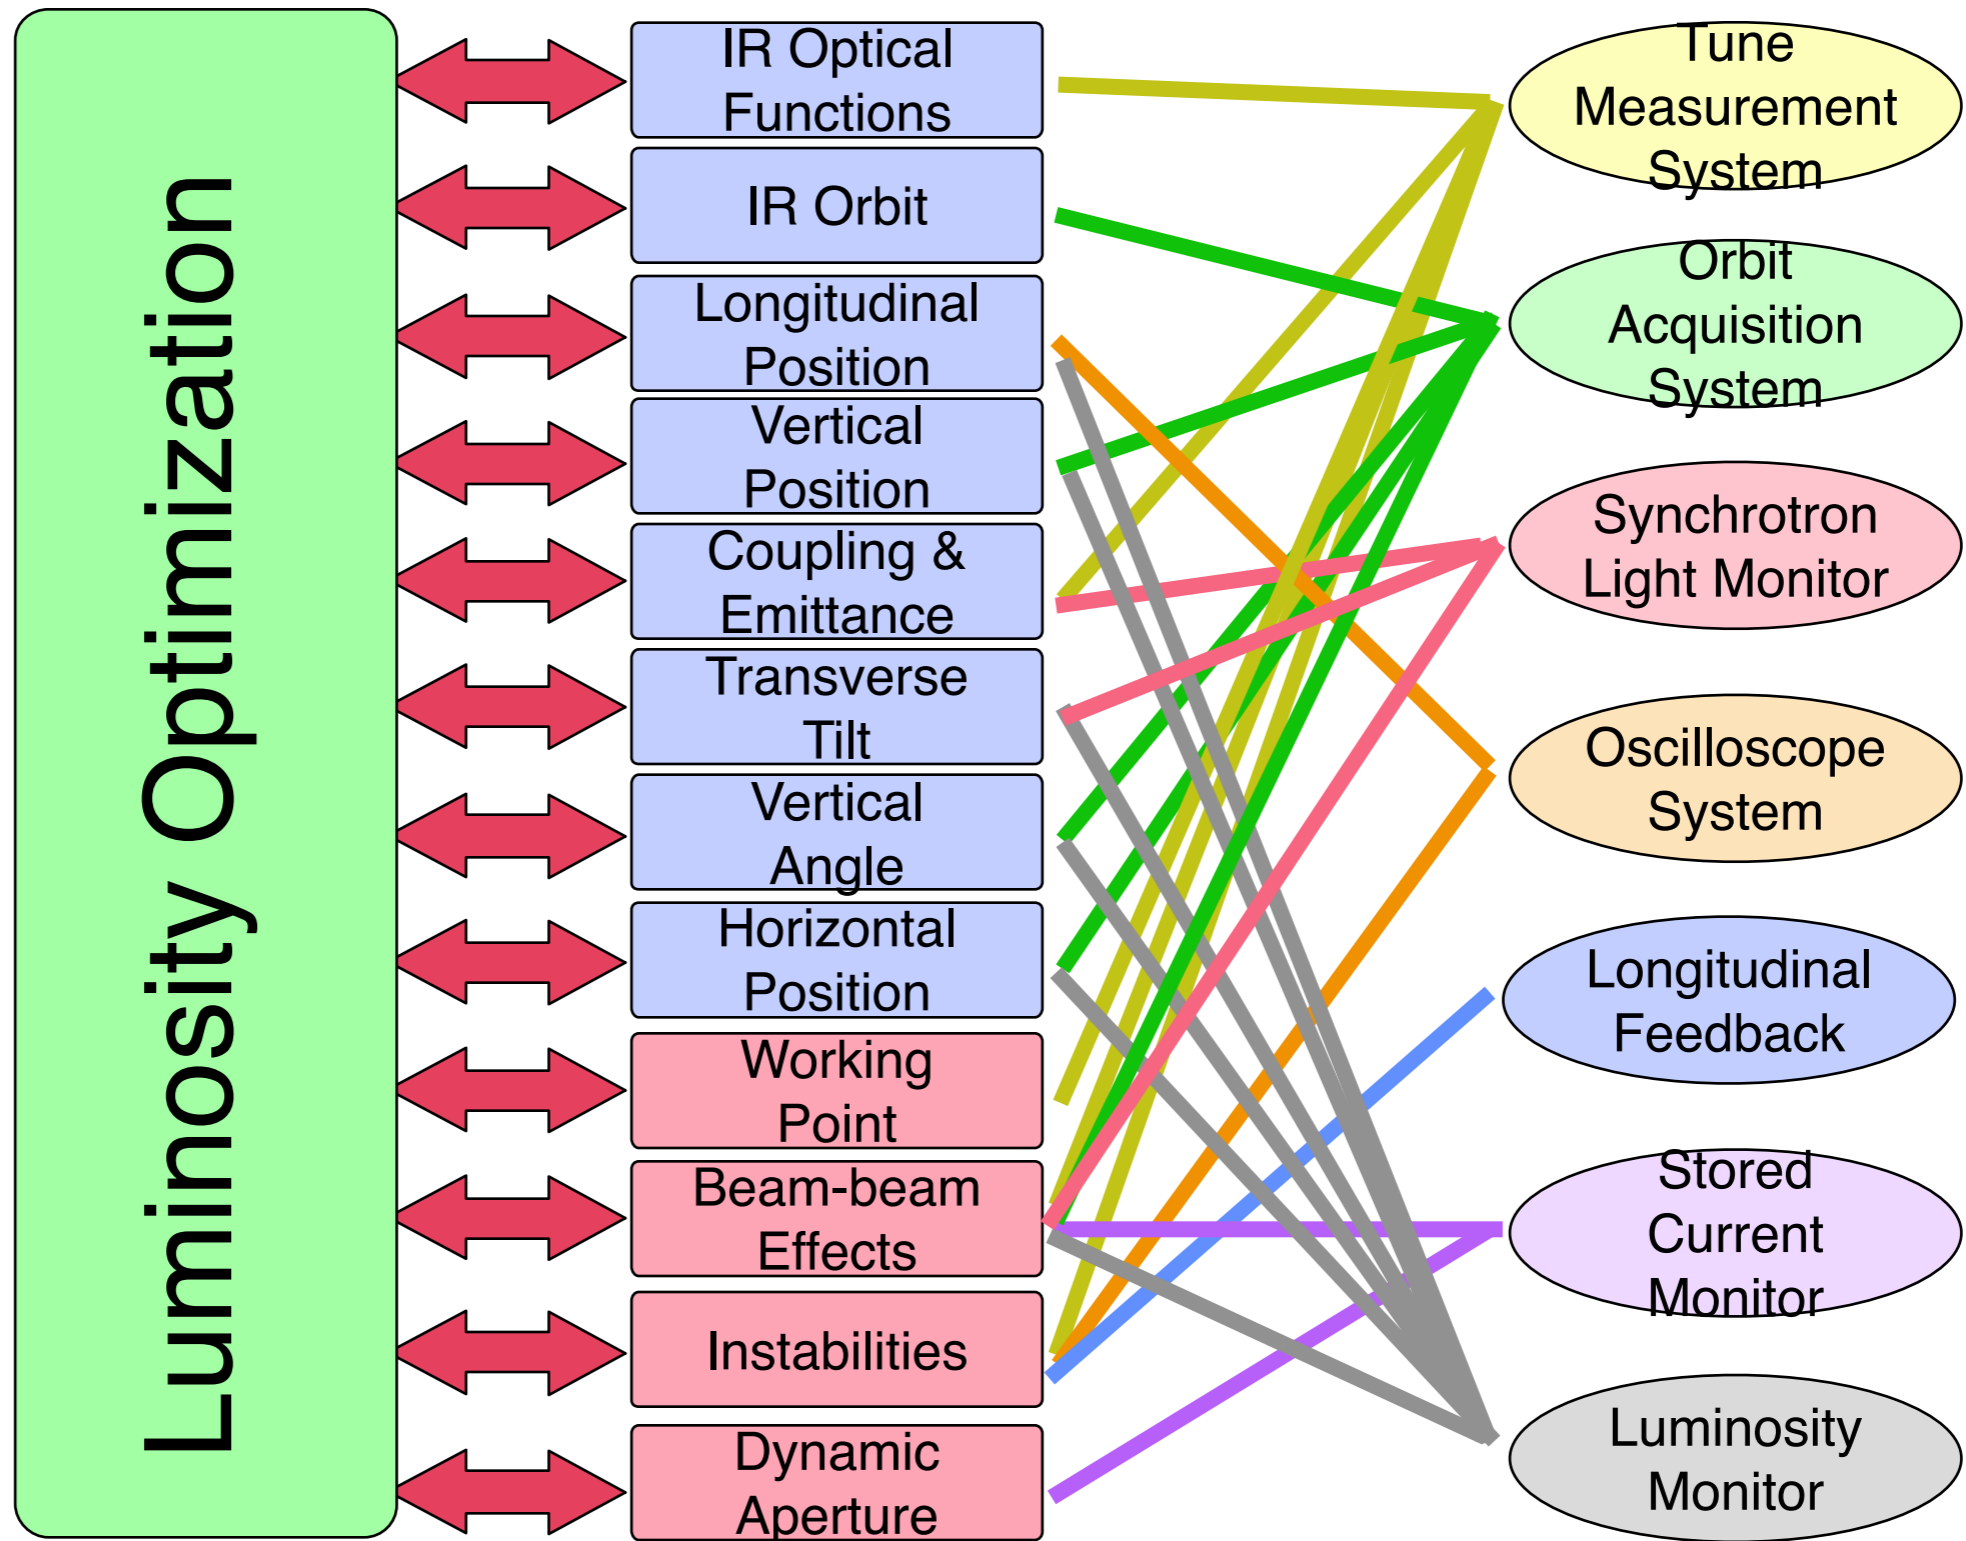 Luminosity Optimization
IR Optical
Functions
IR Orbit
Longitudinal
Position
Vertical
Position
Coupling &
Emittance
Transverse
Tilt
Vertical
Angle
Horizontal
Position
Working
Point
Beam-beam
Effects
Instabilities
Dynamic
Aperture
Tune
Measurement
System
Orbit
Acquisition
System
Synchrotron
Light Monitor
Oscilloscope
System
Longitudinal
Feedback
Stored
Current
Monitor
Luminosity
Monitor